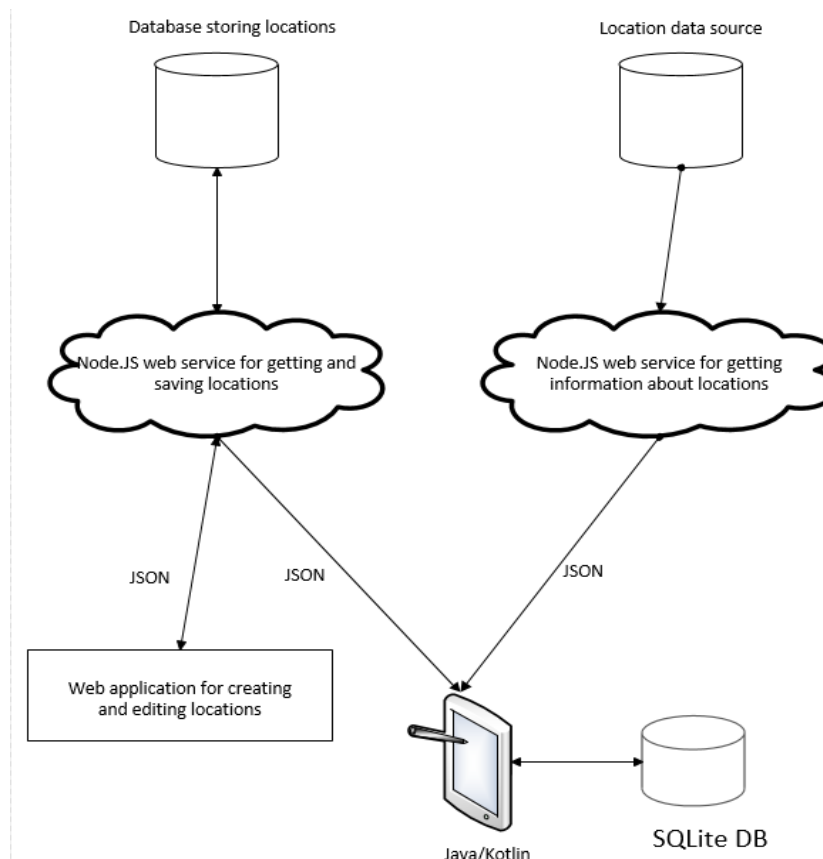 Database storing locations
Location data source
Node.JS web service for getting and
saving locations
Node.JS web service for getting
information about locations
JSON
JSON
JSON
Web application for creating
and editing locations
SQLite DB
Java/Kotlin